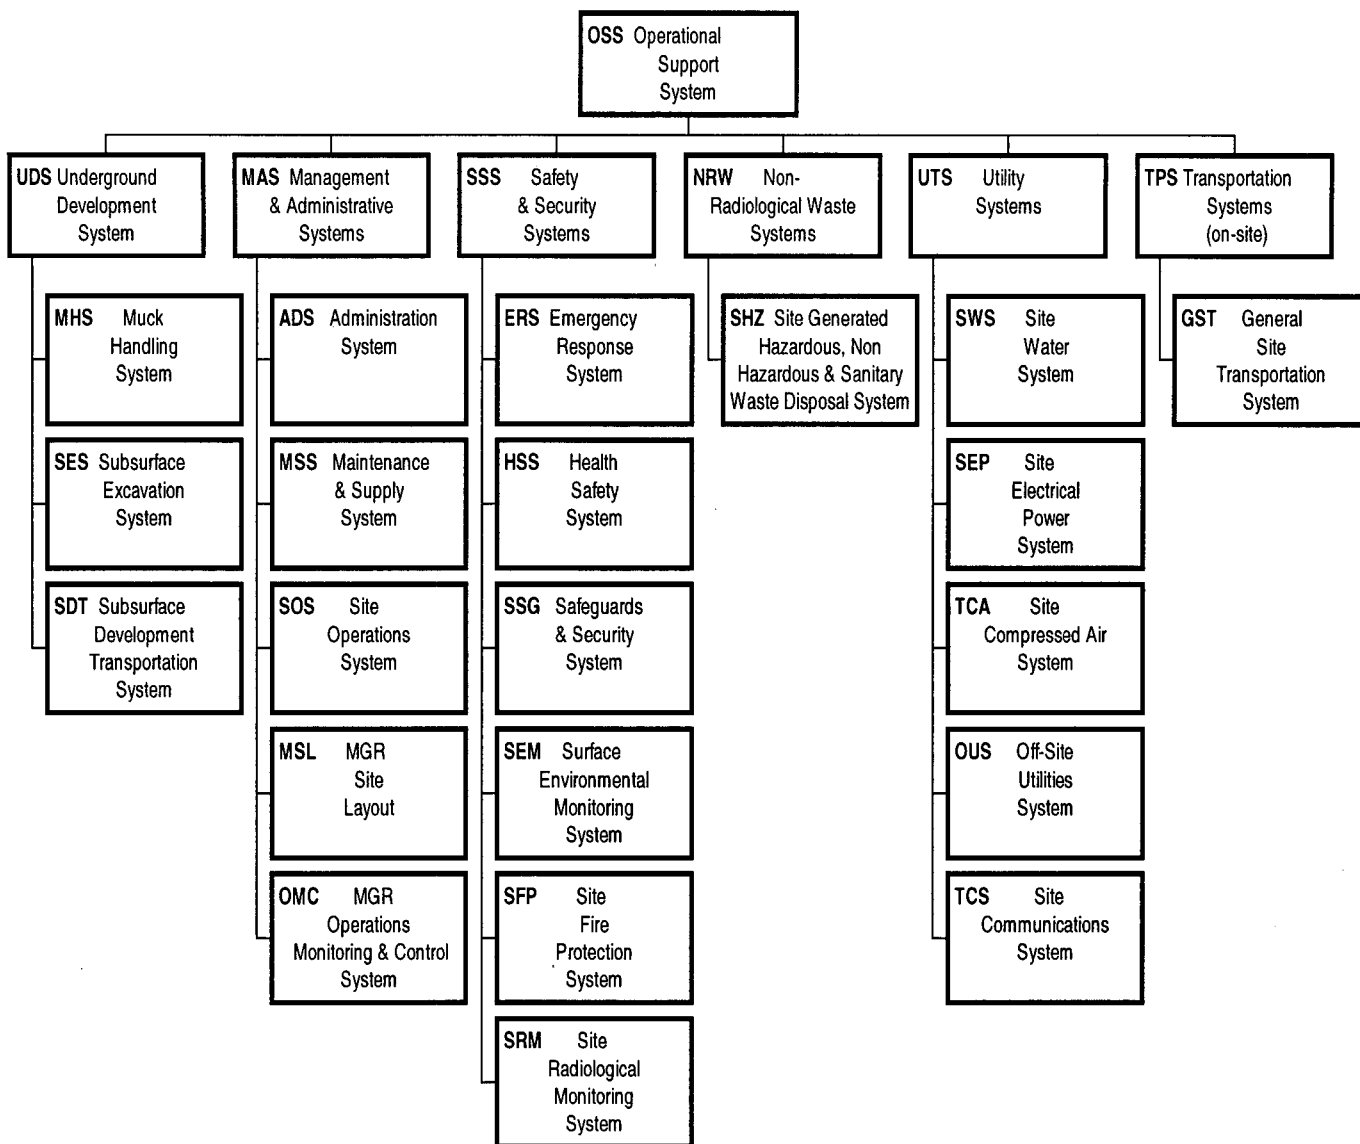 OSS Operational
Support
System
UDS Underground
Development
System
MAS Management
& Administrative
Systems
SSS Safety
& Security
Systems
NRW Non-
Radiological Waste
Systems
UTS Utility
Systems
TPS Transportation
Systems
(on-site)
MHS Muck
Handling
System
SES Subsurface
Excavation
System
SDT Subsurface
Development
Transportation
System
ADS Administration
System
MSS Maintenance
& Supply
System
SOS Site
Operations
System
MSL MGR
Site
Layout
OMC MGR
Operations
Monitoring & Control
System
ERS Emergency
Response
System
HSS Health
Safety
System
SSG Safeguards
& Security
System
SEM Surface
Environmental
Monitoring
System
SFP Site
Fire
Protection
System
SRM Site
Radiological
Monitoring
System
SHZ Site Generated
Hazardous, Non
Hazardous & Sanitary
Waste Disposal System
SWS Site
Water
System
SEP Site
Electrical
Power
System
TCA Site
Compressed Air
System
OUS Off-Site
Utilities
System
TCS Site
Communications
System
GST General
Site
Transportation
System